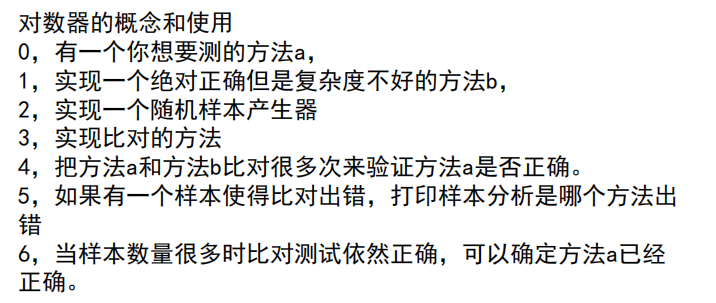 对数器的概念和使用
0，有一个你想要测的方法a，
1，实现一个绝对正确但是复杂度不好的方法b，
2，实现一个随机样本产生器
3，实现比对的方法
4，把方法a和方法b比对很多次来验证方法a是否正确。
5，如果有一个样本使得比对出错，打印样本分析是哪个方法出
错
6，当样本数量很多时比对测试依然正确，可以确定方法a已经
正确。